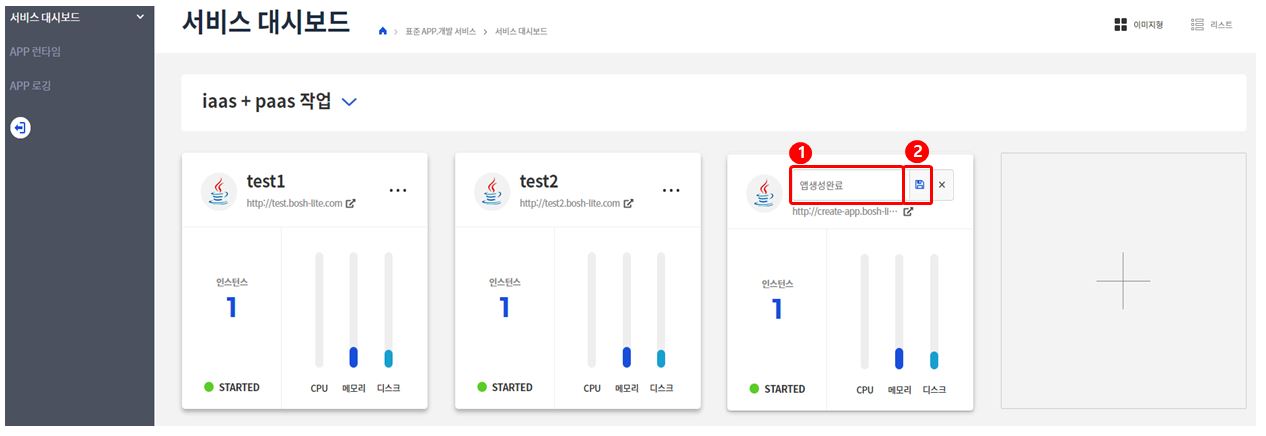 서비스 대시보드
APP 런타임
APP 로깅
서비스 대시보드
표준 APP.개발 서비스 > 서비스 대시보드
이미지형
리스트
iaas + paas 작업
test1
http://test.bosh-lite.com
인스턴스
1
STARTED
CPU 메모리 디스크
test2
http://test2.bosh-lite.com
인스턴스
1
STARTED
CPU 메모리 디스크
1
2
앱생성완료
http://create-app.bosh-li···
인스턴스
1
STARTED
CPU 메모리 디스크